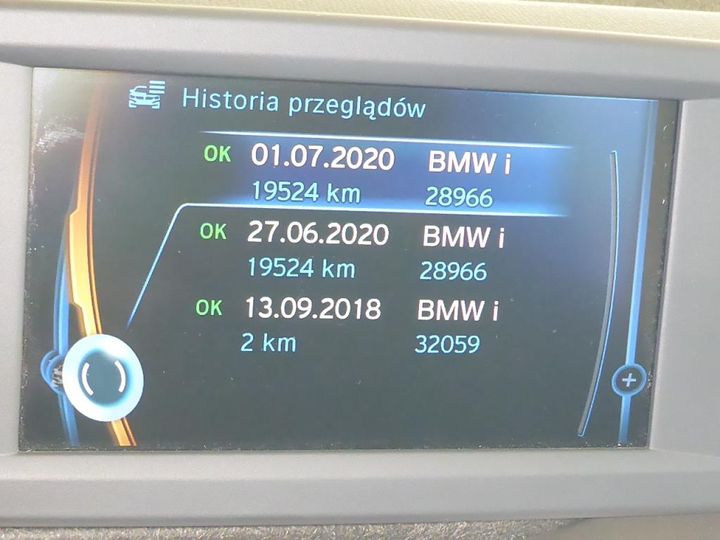 Historia przeglądów
OK 01.07.2020 BMW i
19524 km 28966
OK 27.06.2020 BMW i
19524 km 28966
OK 13.09.2018 BMW i
2 km 32059
+